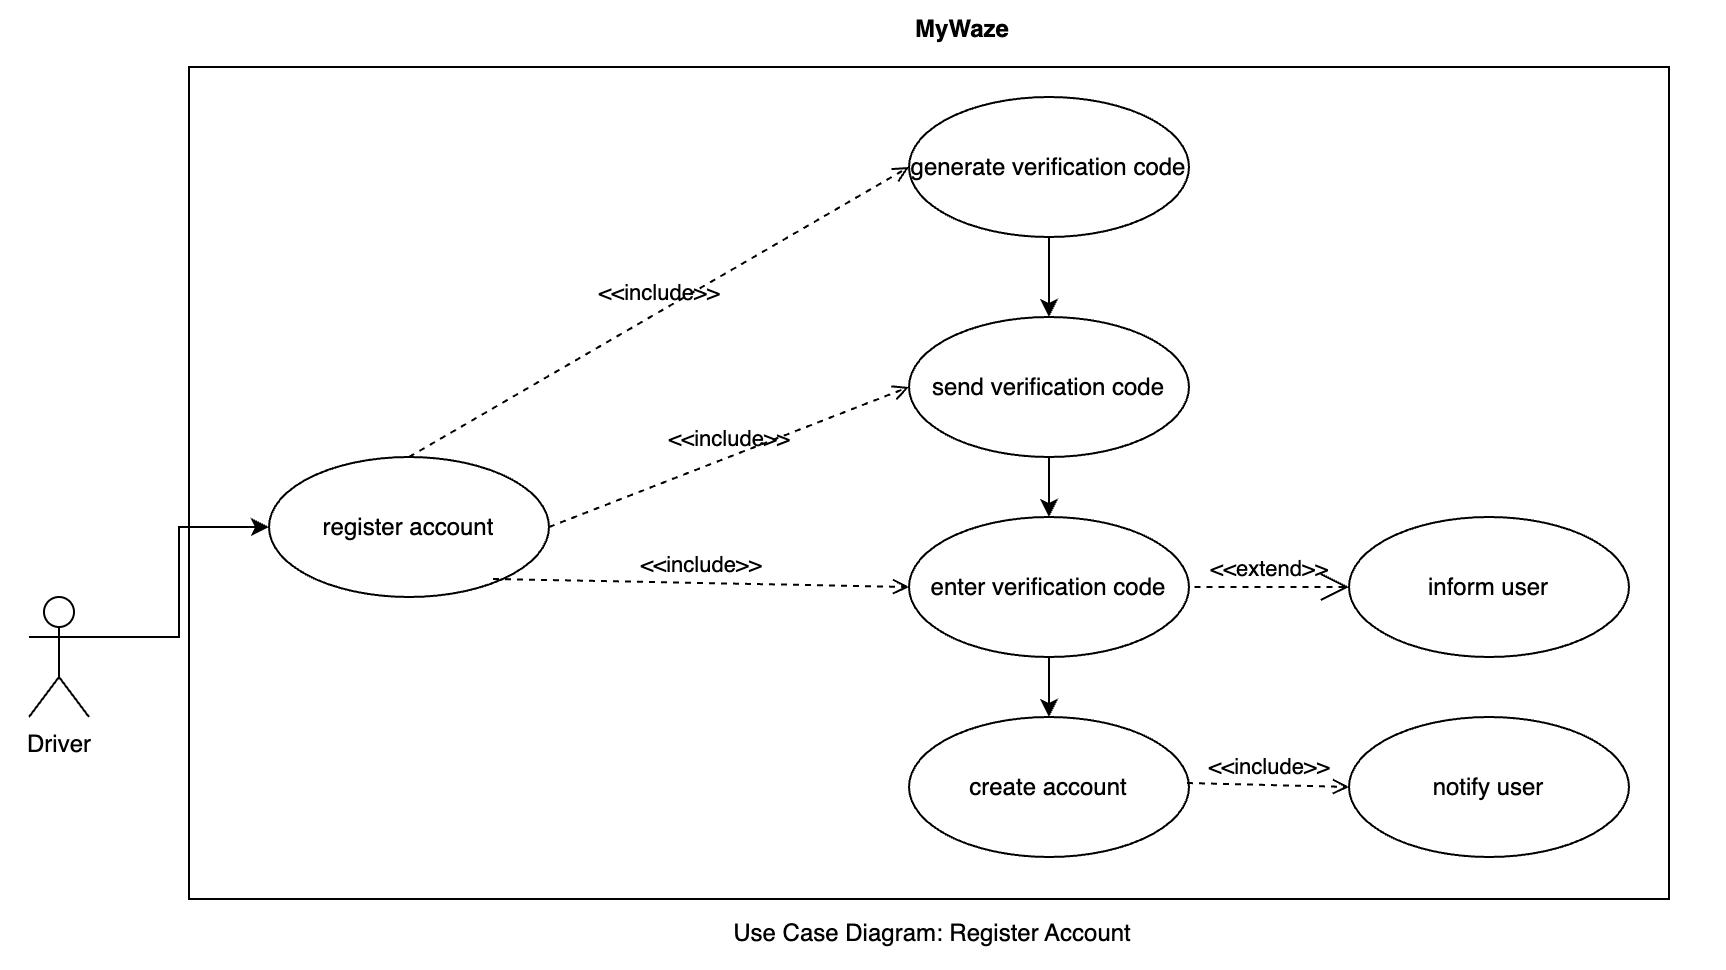 MyWaze
generate verification code
<<include>>
send verification code
<<include>>
register account
<<include>>
enter verification code
<<extend>>
inform user
Driver
create account
<<include>>
notify user
Use Case Diagram: Register Account